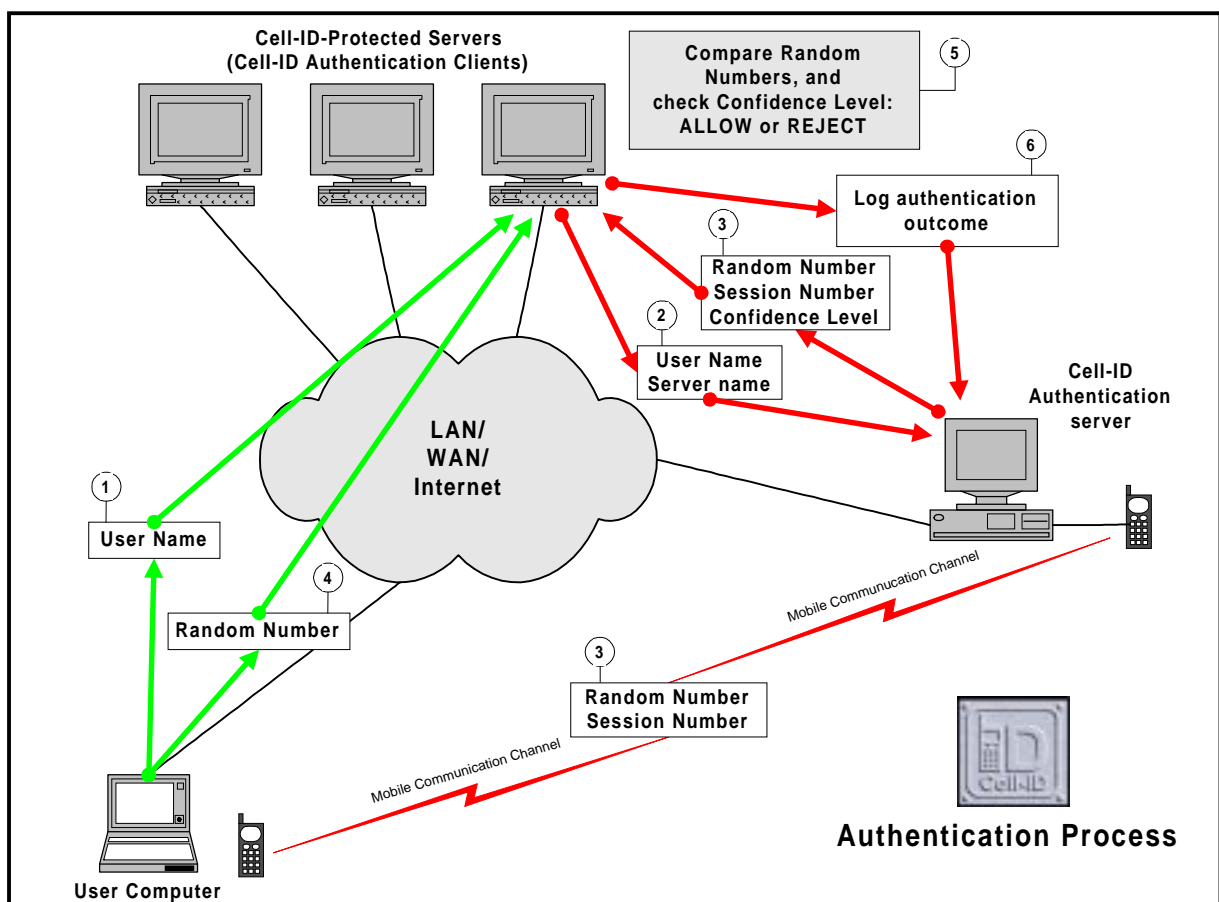 Cell-ID-Protected Servers
(Cell-ID Authentication Clients)
Compare Random
Numbers, and
check Confidence Level:
ALLOW or REJECT
5
6
Log authentication
outcome
3
Random Number
Session Number
Confidence Level
2
User Name
Server name
Cell-ID
Authentication
server
LAN/
WAN/
Internet
1
User Name
4
Random Number
Mobile Communucation Channel
3
Random Number
Session Number
Mobile Communication Channel
CellID
Authentication Process
User Computer